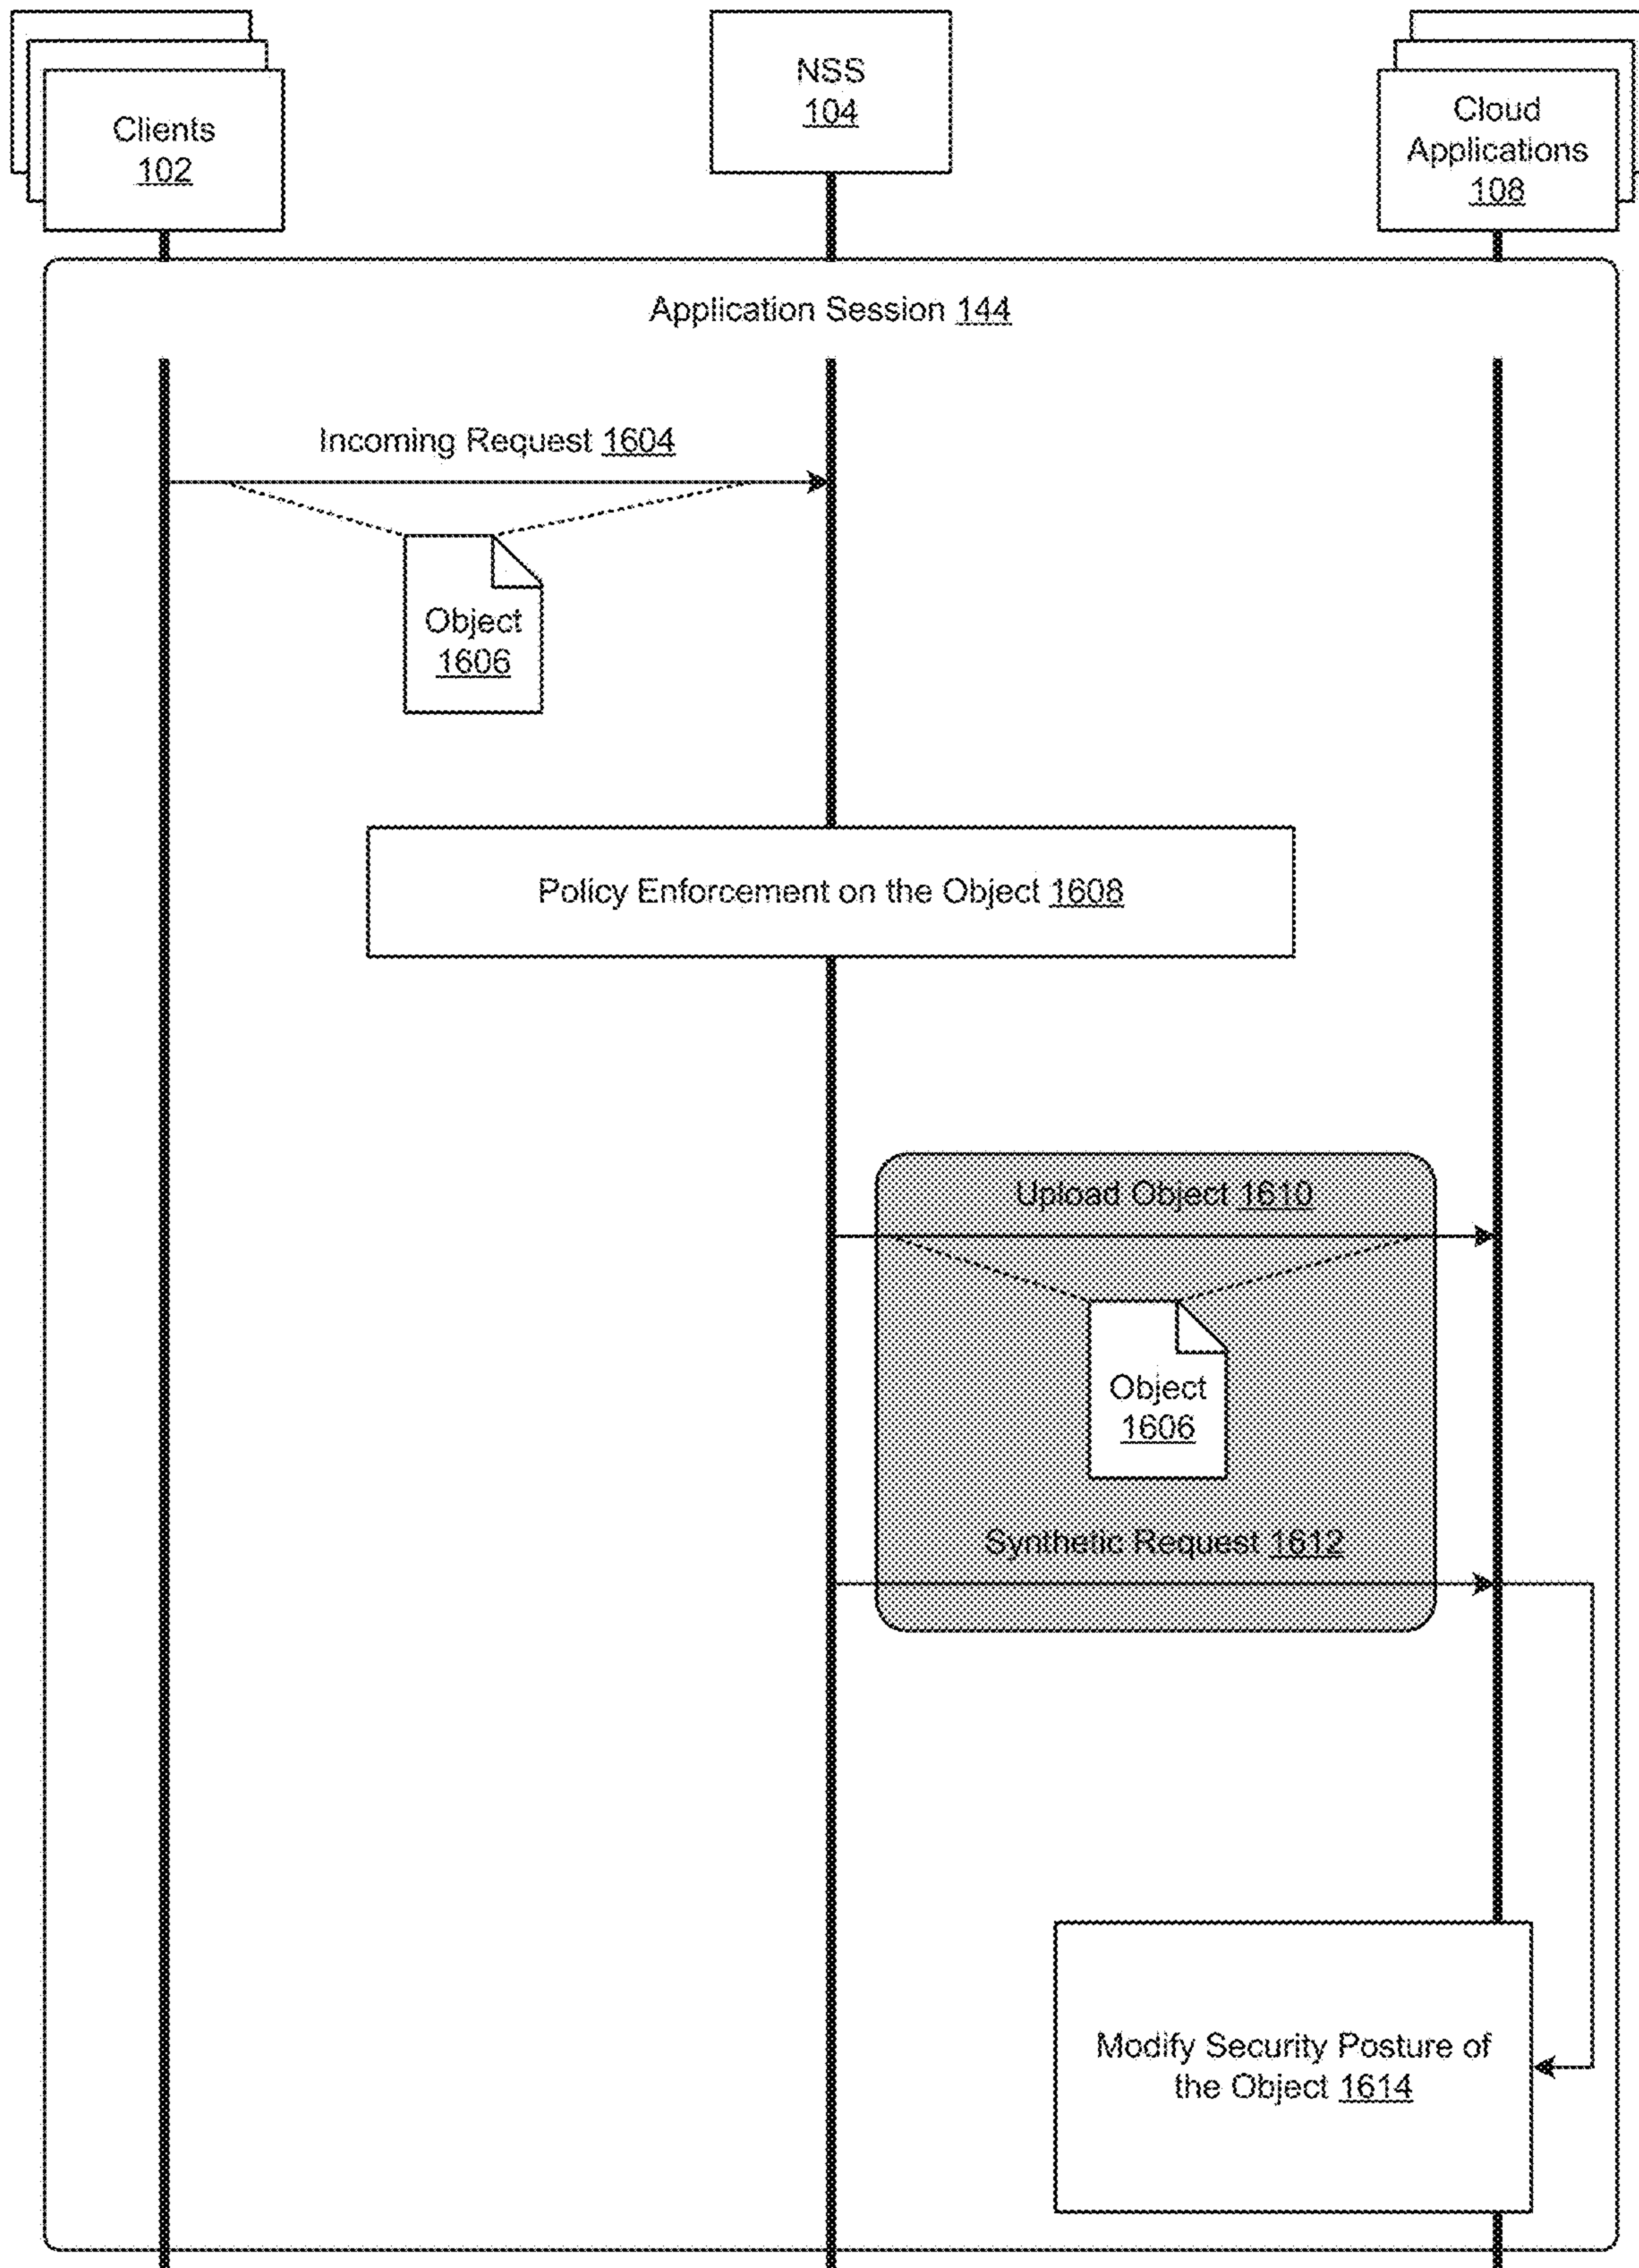 Clients
102
NSS
104
Cloud
Applications
108
Application Session 144
Incoming Request 1604
Object
1606
Policy Enforcement on the Object 1608
Upload Object 1610
Object
1606
Synthetic Request 1612
Modify Security Posture of
the Object 1614